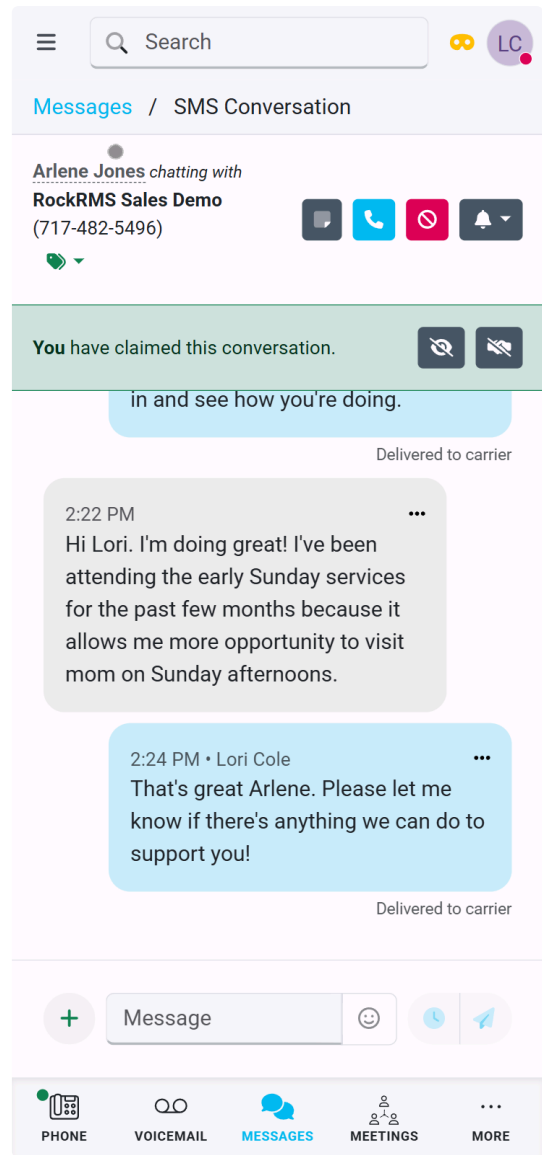 Search
LC
Messages / SMS Conversation
Arlene Jones chatting with
RockRMS Sales Demo
(717-482-5496)
You have claimed this conversation.
in and see how you're doing.
Delivered to carrier
2:22 PM
Hi Lori. I'm doing great! I've been
attending the early Sunday services
for the past few months because it
allows me more opportunity to visit
mom on Sunday afternoons.
2:24 PM • Lori Cole
That's great Arlene. Please let me
know if there's anything we can do to
support you!
Delivered to carrier
Message
PHONE VOICEMAIL MESSAGES MEETINGS MORE